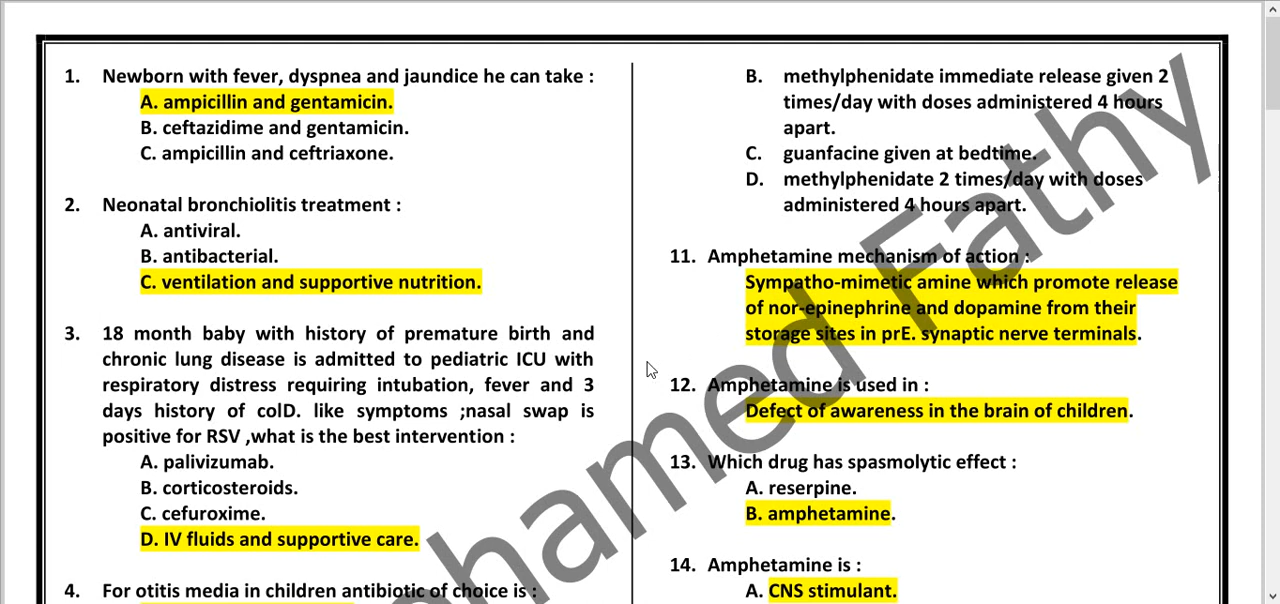 1. Newborn with fever, dyspnea and jaundice he can take :
A. ampicillin and gentamicin.
B. ceftazidime and gentamicin.
C. ampicillin and ceftriaxone.
2. Neonatal bronchiolitis treatment :
A. antiviral.
B. antibacterial.
C. ventilation and supportive nutrition.
3. 18 month baby with history of premature birth and
chronic lung disease is admitted to pediatric ICU with
respiratory distress requiring intubation, fever and 3
days history of colD. like symptoms ;nasal swap is
positive for RSV ,what is the best intervention :
A. palivizumab.
B. corticosteroids.
C. cefuroxime.
D. IV fluids and supportive care.
4. For otitis media in children antibiotic of choice is :
B. methylphenidate immediate release given 2
times/day with doses administered 4 hours
apart.
C. guanfacine given at bedtime.
D. methylphenidate 2 times/day with doses
administered 4 hours apart.
11. Amphetamine mechanism of action :
Sympatho-mimetic amine which promote release
of nor-epinephrine and dopamine from their
storage sites in prE. synaptic nerve terminals.
12. Amphetamine is used in :
Defect of awareness in the brain of children.
13. Which drug has spasmolytic effect :
A. reserpine.
B. amphetamine.
14. Amphetamine is :
A. CNS stimulant.
hamed Fathy